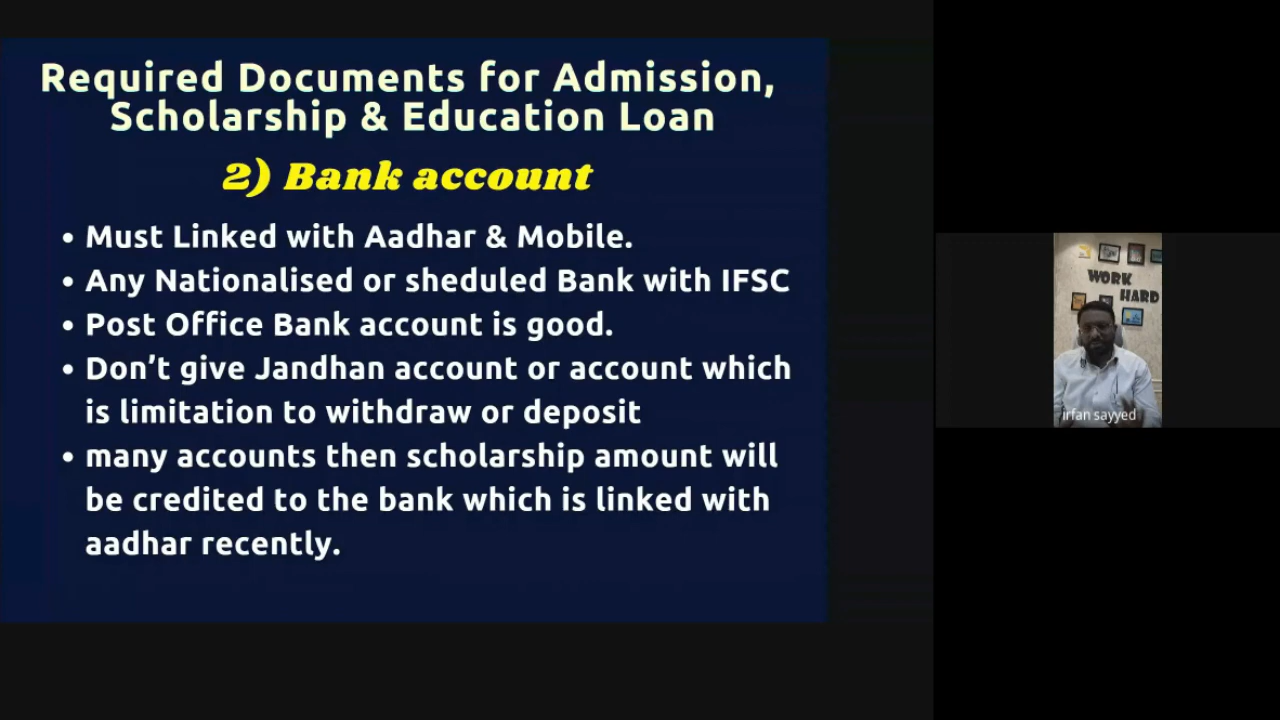 Required Documents for Admission,
Scholarship & Education Loan
2) Bank account
• Must Linked with Aadhar & Mobile.
• Any Nationalised or sheduled Bank with IFSC
• Post Office Bank account is good.
• Don't give Jandhan account or account which
is limitation to withdraw or deposit
• many accounts then scholarship amount will
be credited to the bank which is linked with
aadhar recently.
WORK
HARD
irfan sayyed